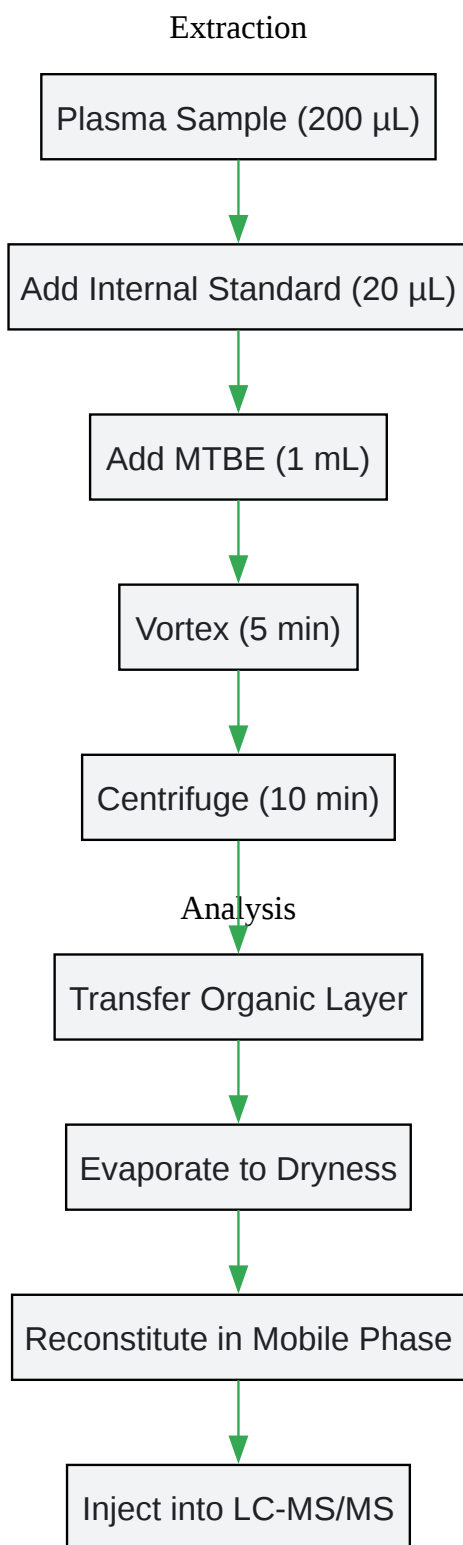 Extraction
Plasma Sample (200 µL)
Add Internal Standard (20 µL)
Add MTBE (1 mL)
Vortex (5 min)
Centrifuge (10 min)
Analysis
Transfer Organic Layer
Evaporate to Dryness
Reconstitute in Mobile Phase
Inject into LC-MS/MS